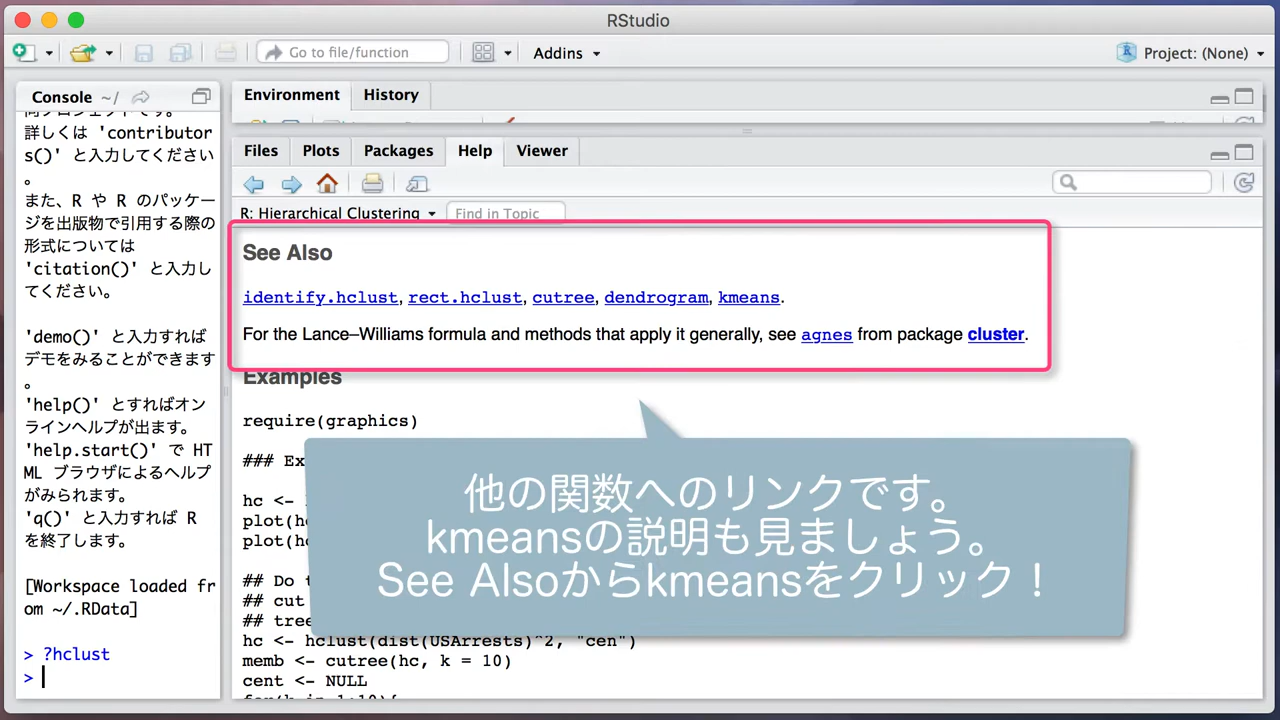 RStudio
Go to file/function
Addins
Project: (None)
Console ~/
詳しくは 'contributor
s()' と入力してください
。
また、R や R のパッケー
ジを出版物で引用する際の
形式については
'citation()' と入力し
てください。
'demo()' と入力すれば
デモをみることができます
。
'help()' とすればオン
ラインヘルプが出ます。
'help.start()' で HT
ML ブラウザによるヘルプ
がみられます。
'q()' と入力すれば R
を終了します。
[Workspace loaded fr
om ~/.RData]
> ?hclust
>
Environment History
Files Plots Packages Help Viewer
R: Hierarchical Clustering Find in Topic
See Also
identify.hclust, rect.hclust, cutree, dendrogram, kmeans.
For the Lance–Williams formula and methods that apply it generally, see agnes from package cluster.
Examples
require(graphics)
### Ex
hc <-
plot(h
plot(h
## Do t
## cut
## tree
hc <- hclust(dist(USArrests)^2, "cen")
memb <- cutree(hc, k = 10)
cent <- NULL
for(k in 1:10){
他の関数へのリンクです。
kmeansの説明も見ましょう。
See Alsoからkmeansをクリック！